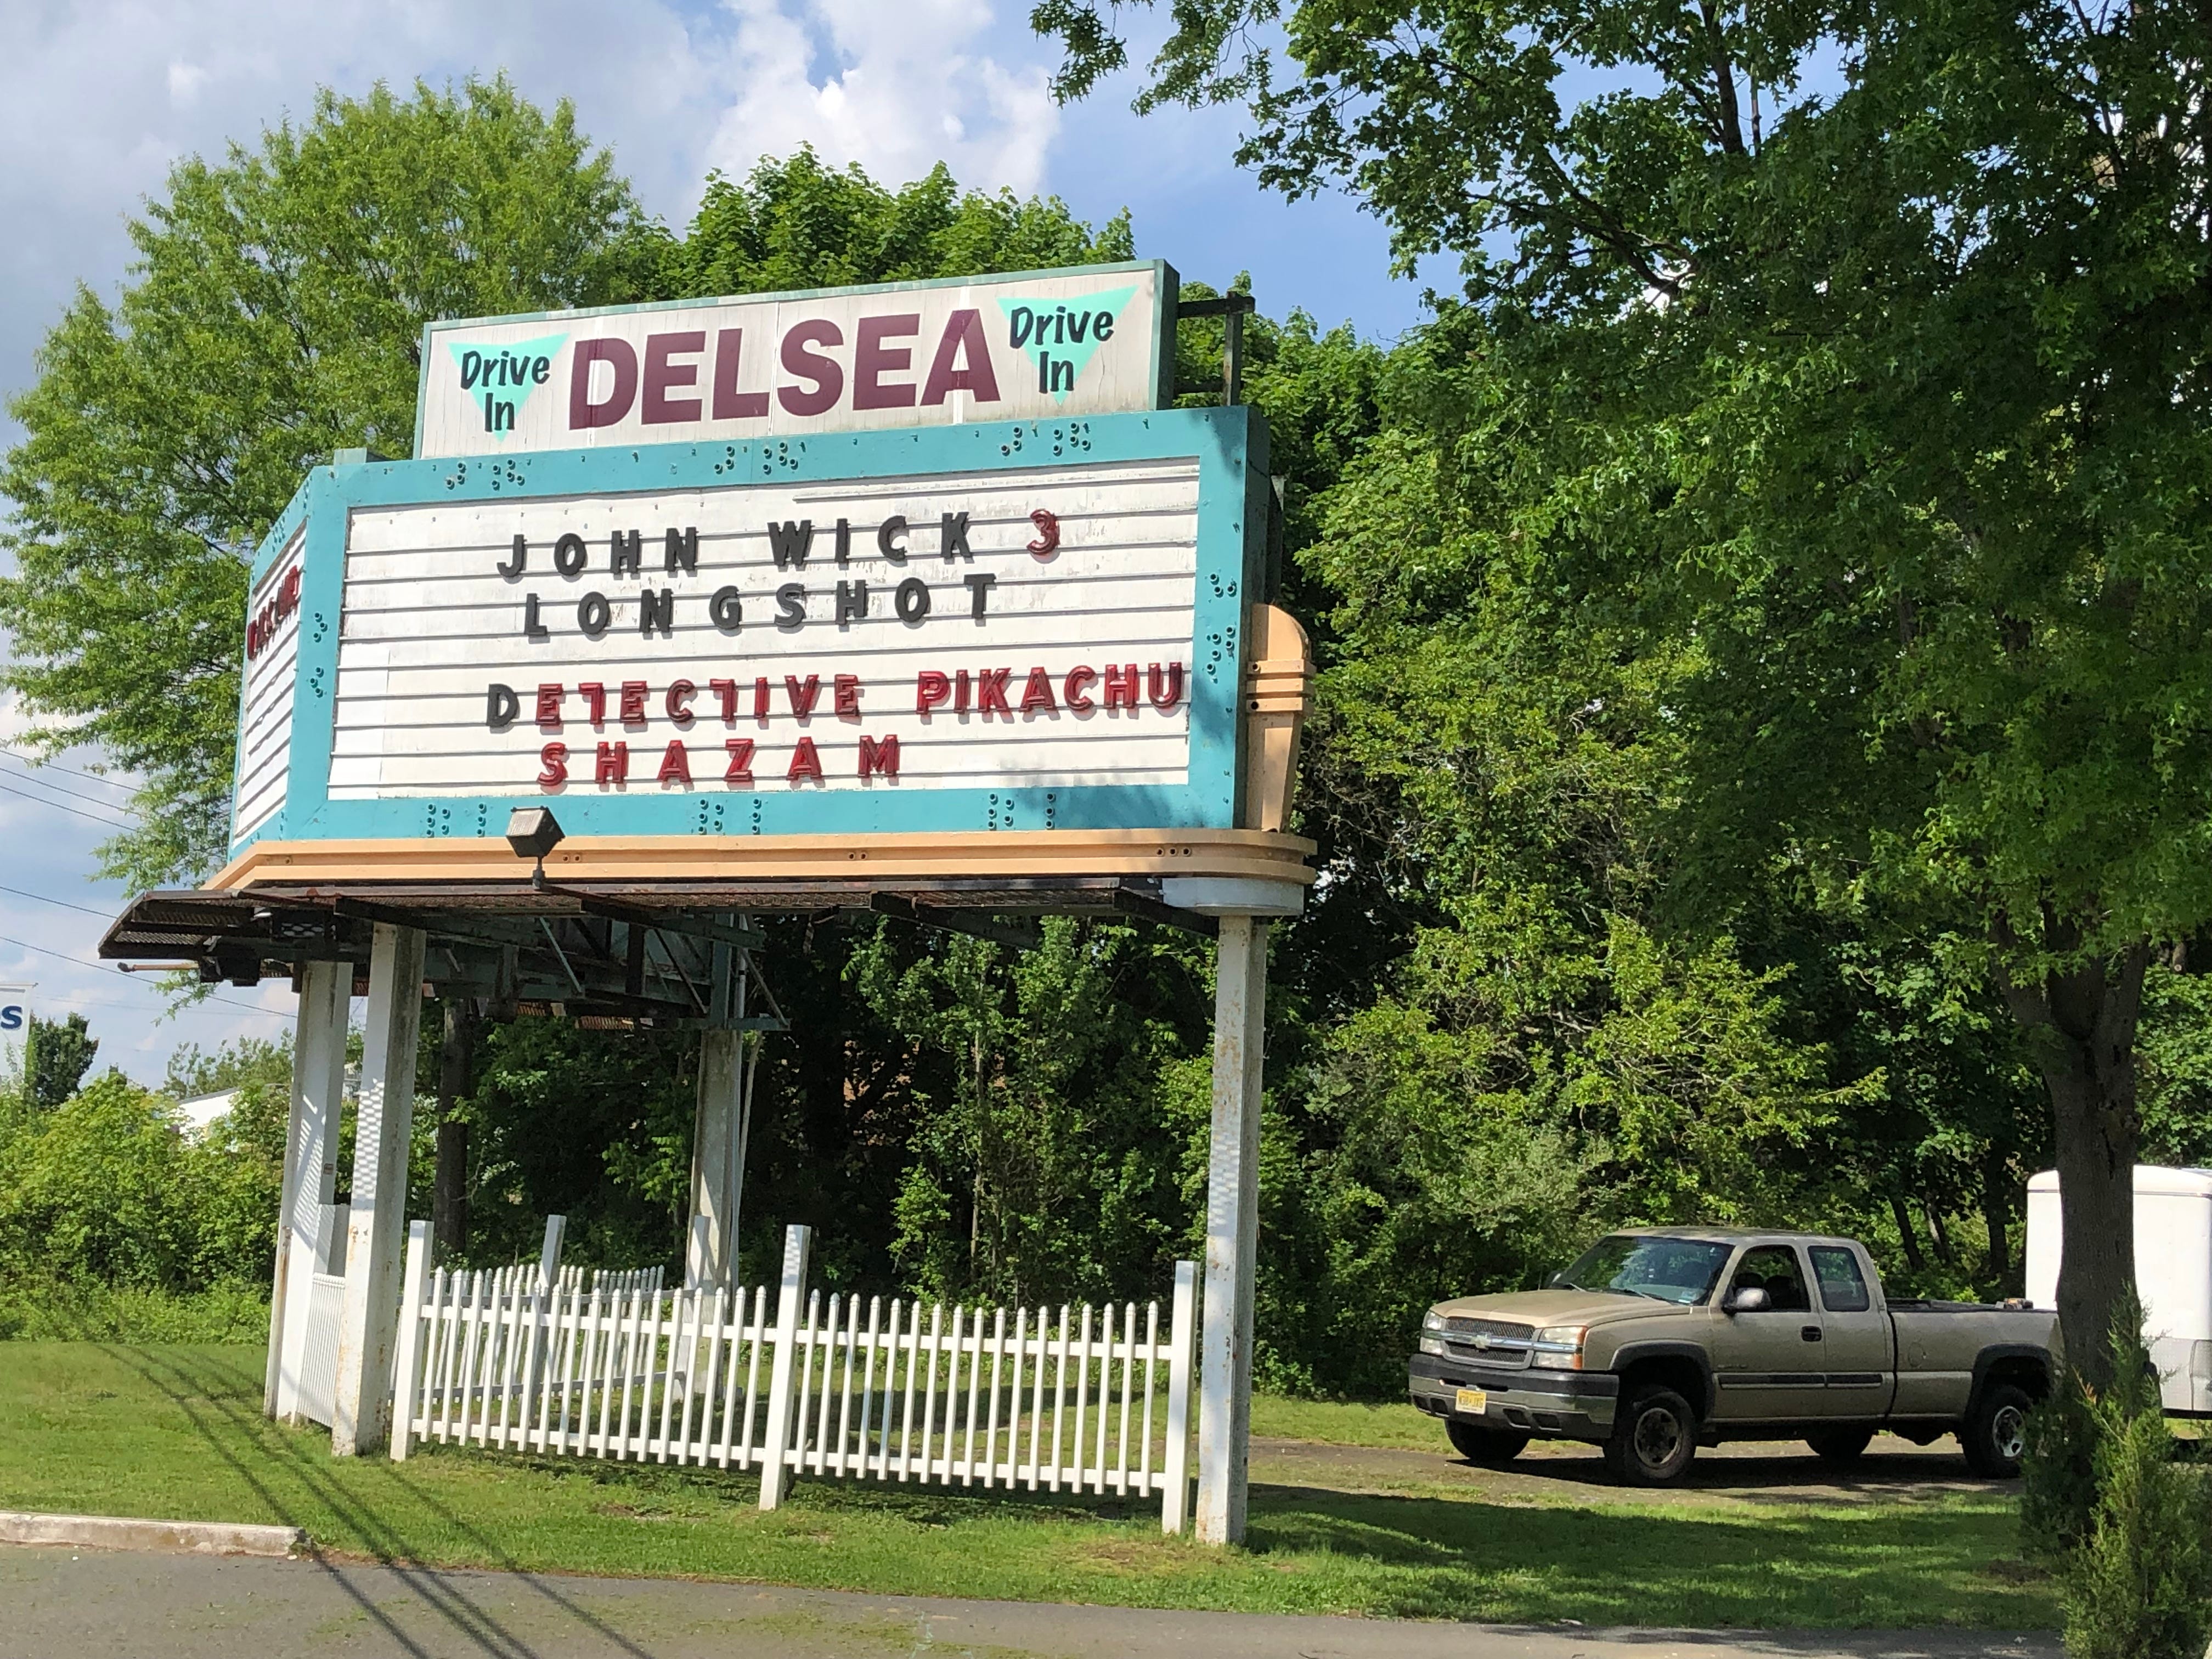 Drive
In
DELSEA
Drive
In
JOHN WICK 3
LONGSHOT
DETECTIVE PIKACHU
SHAZAM
S